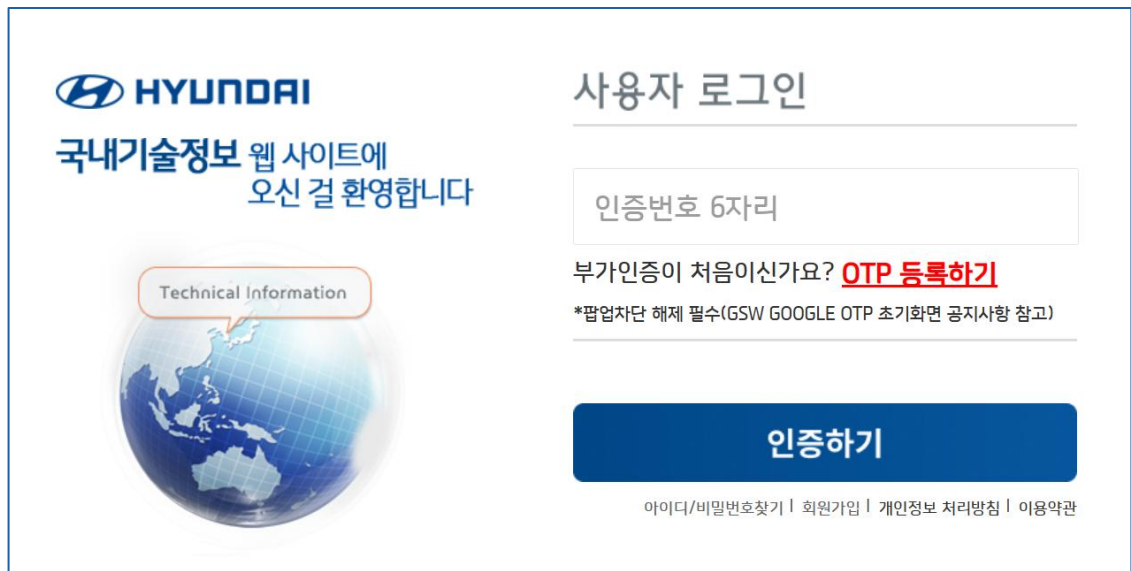 HYUNDAI
국내기술정보 웹 사이트에
오신 걸 환영합니다
Technical Information
사용자 로그인
인증번호 6자리
부가인증이 처음이신가요? OTP 등록하기
*팝업차단 해제 필수(GSW GOOGLE OTP 초기화면 공지사항 참고)
인증하기
아이디/비밀번호찾기 | 회원가입 | 개인정보 처리방침 | 이용약관